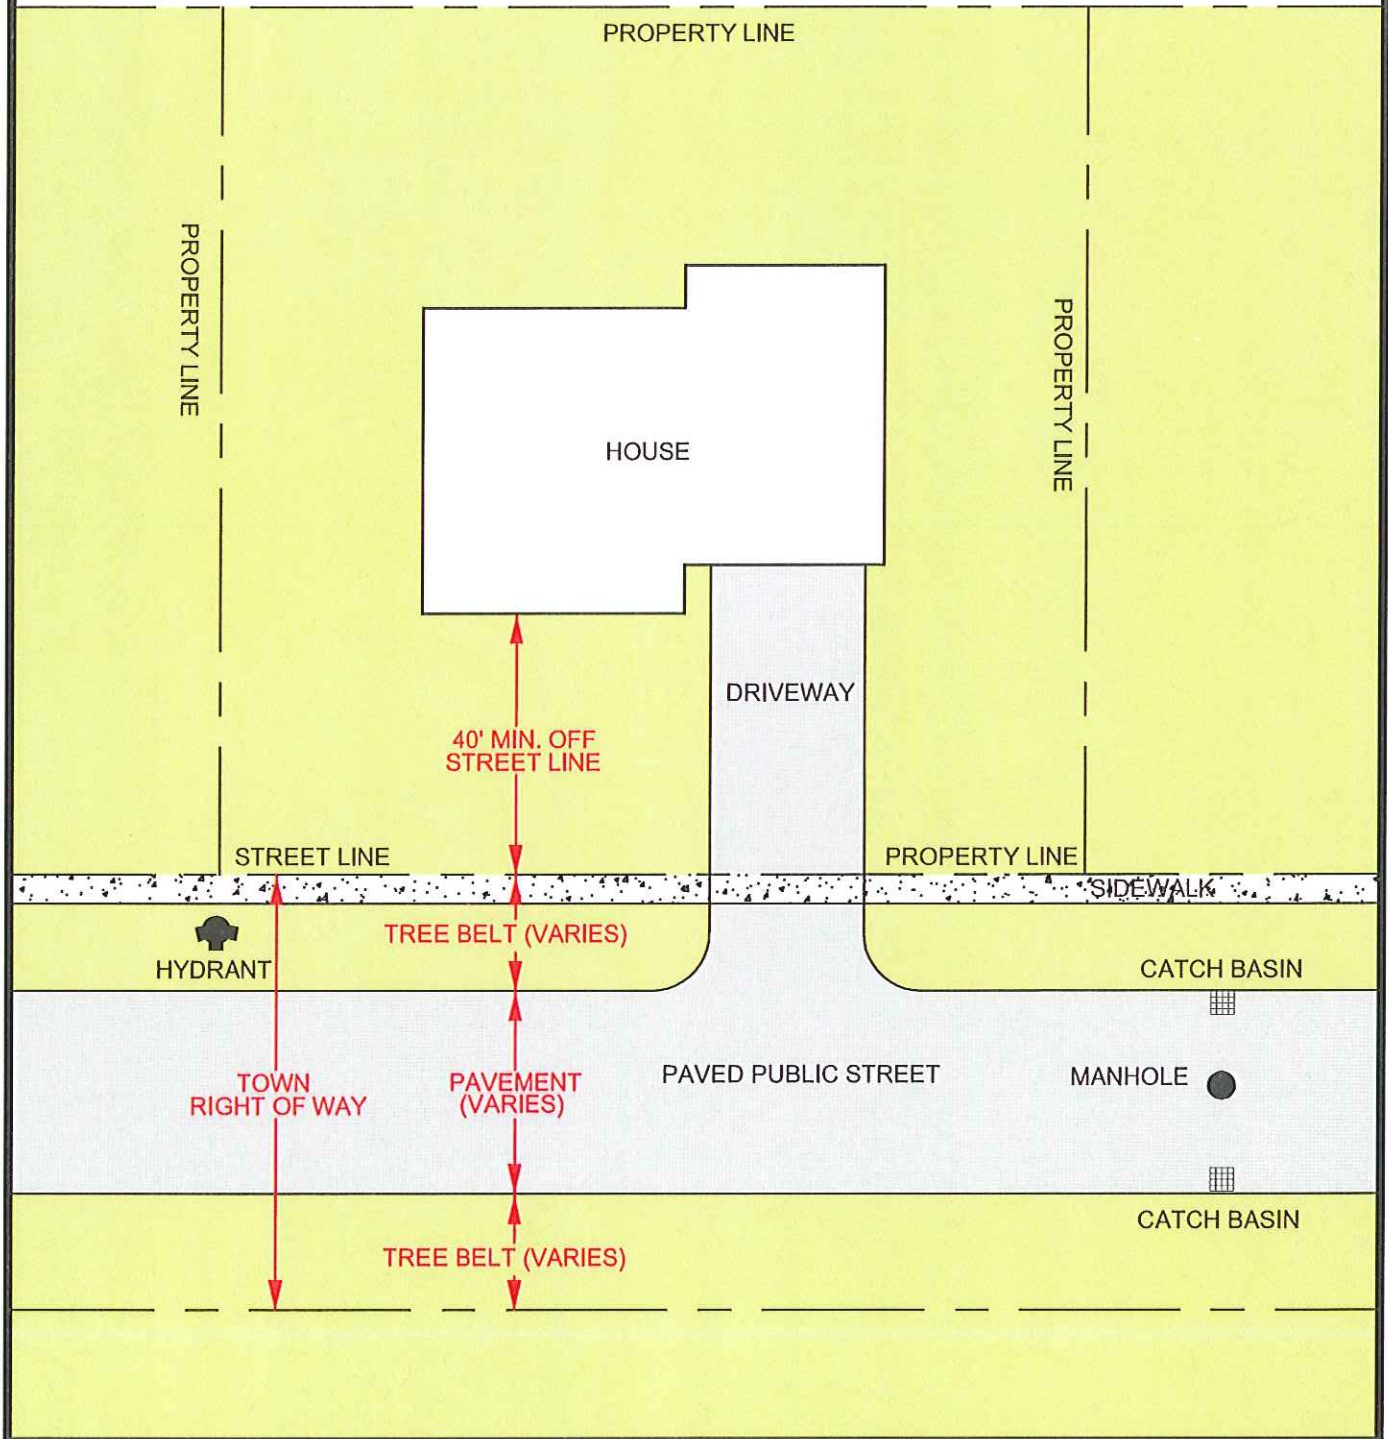 PROPERTY LINE
PROPERTY LINE
PROPERTY LINE
HOUSE
DRIVEWAY
40' MIN. OFF
STREET LINE
STREET LINE
PROPERTY LINE
SIDEWALK
TREE BELT (VARIES)
HYDRANT
CATCH BASIN
TOWN
RIGHT OF WAY
PAVEMENT
(VARIES)
PAVED PUBLIC STREET
MANHOLE
CATCH BASIN
TREE BELT (VARIES)